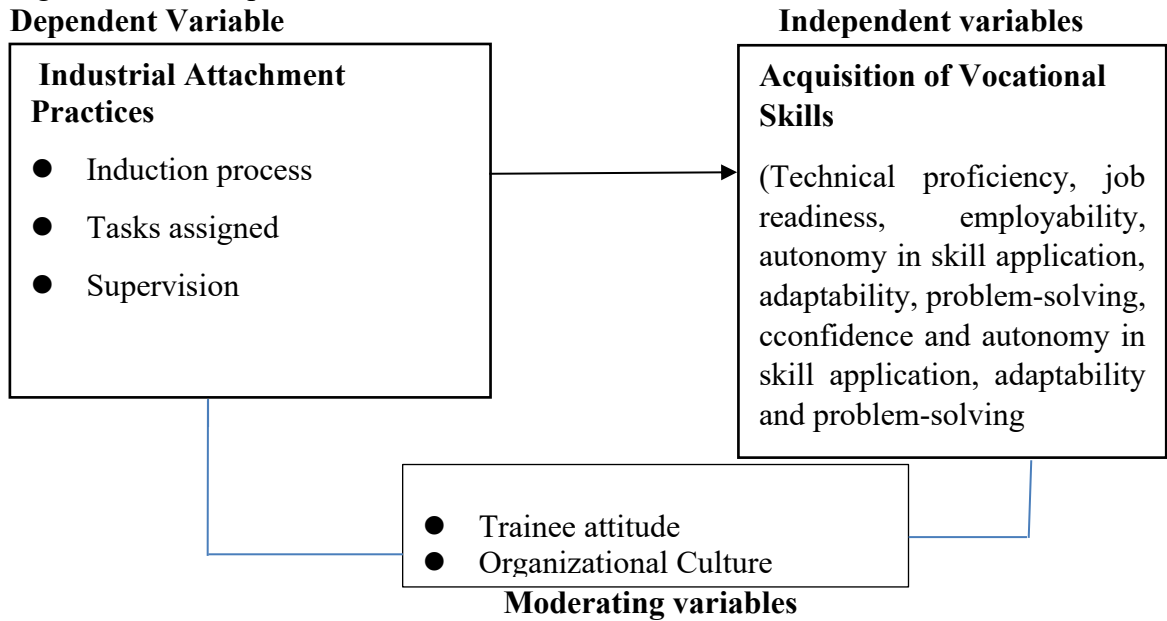 Dependent Variable
Independent variables
Industrial Attachment
Practices
● Induction process
● Tasks assigned
● Supervision
Acquisition of Vocational
Skills
(Technical proficiency, job
readiness, employability,
autonomy in skill application,
adaptability, problem-solving,
cconfidence and autonomy in
skill application, adaptability
and problem-solving
● Trainee attitude
● Organizational Culture
Moderating variables